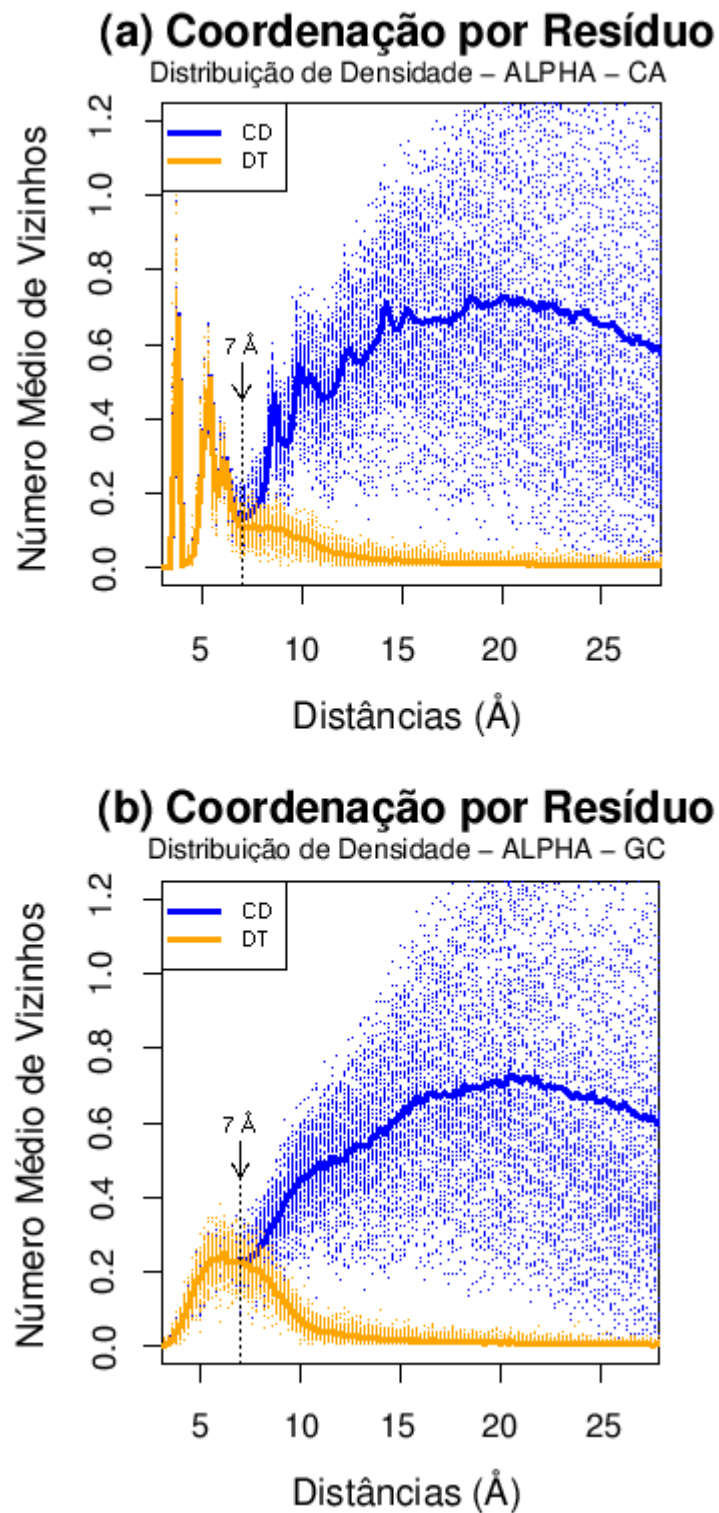 (a) Coordenação por Resíduo
Distribuição de Densidade – ALPHA – CA
CD
DT
7 Å
Número Médio de Vizinhos
0.0 0.2 0.4 0.6 0.8 1.0 1.2
5 10 15 20 25
Distâncias (Å)
(b) Coordenação por Resíduo
Distribuição de Densidade – ALPHA – GC
CD
DT
7 Å
Número Médio de Vizinhos
0.0 0.2 0.4 0.6 0.8 1.0 1.2
5 10 15 20 25
Distâncias (Å)